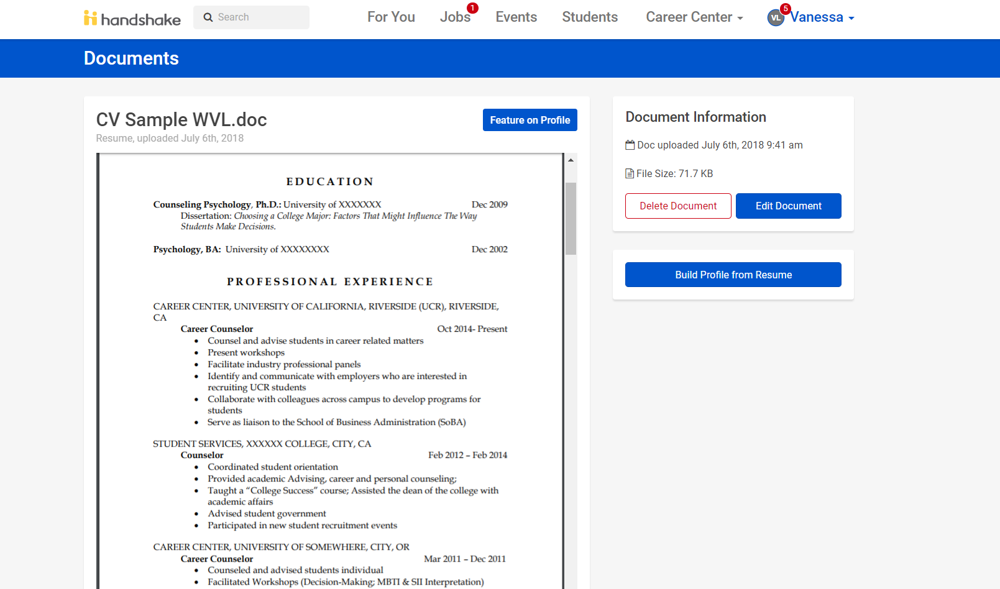 handshake
Search
For You
Jobs
1
Events
Students
Career Center
VL
5
Vanessa
Documents
CV Sample WVL.doc
Feature on Profile
Resume, uploaded July 6th, 2018
EDUCATION
Counseling Psychology, Ph.D.: University of XXXXXXX Dec 2009
Dissertation: Choosing a College Major: Factors That Might Influence The Way
Students Make Decisions.
Psychology, BA: University of XXXXXXXX Dec 2002
PROFESSIONAL EXPERIENCE
CAREER CENTER, UNIVERSITY OF CALIFORNIA, RIVERSIDE (UCR), RIVERSIDE,
CA
Career Counselor Oct 2014- Present
• Counsel and advise students in career related matters
• Present workshops
• Facilitate industry professional panels
• Identify and communicate with employers who are interested in
recruiting UCR students
• Collaborate with colleagues across campus to develop programs for
students
• Serve as liaison to the School of Business Administration (SoBA)
STUDENT SERVICES, XXXXXX COLLEGE, CITY, CA
Counselor Feb 2012 – Feb 2014
• Coordinated student orientation
• Provided academic Advising, career and personal counseling;
• Taught a “College Success” course; Assisted the dean of the college with
academic affairs
• Advised student government
• Participated in new student recruitment events
CAREER CENTER, UNIVERSITY OF SOMEWHERE, CITY, OR
Career Counselor Mar 2011 – Dec 2011
• Counseled and advised students individual
• Facilitated Workshops (Decision-Making; MBTI & SII Interpretation)
Document Information
Doc uploaded July 6th, 2018 9:41 am
File Size: 71.7 KB
Delete Document
Edit Document
Build Profile from Resume